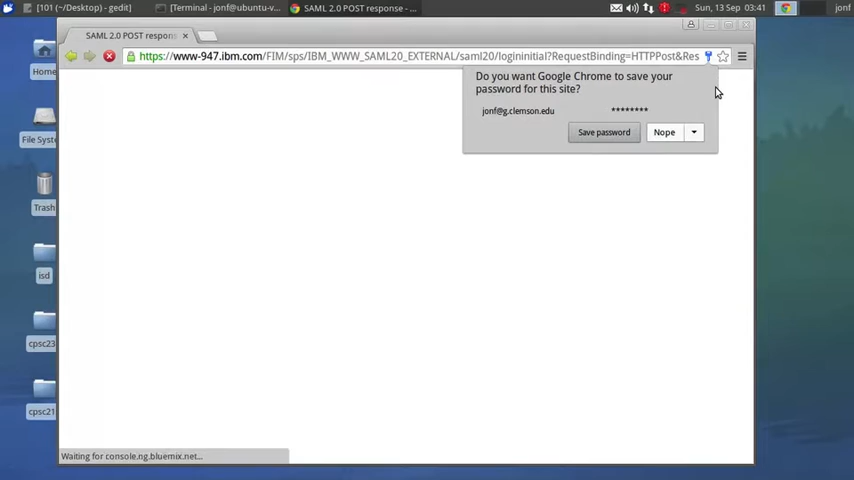 [101 (~/Desktop) - gedit]
[Terminal - jonf@ubuntu-v...
SAML 2.0 POST response - ...
Sun, 13 Sep 03:41
jonf
SAML 2.0 POST respon
https://www-947.ibm.com/FIM/sps/IBM_WWW_SAML20_EXTERNAL/saml20/logininitial?RequestBinding=HTTPPost&Res
Do you want Google Chrome to save your
password for this site?
jonf@g.clemson.edu ********
Save password
Nope
Home
File System
Trash
isd
cpsc23
cpsc21
Waiting for console.ng.bluemix.net...